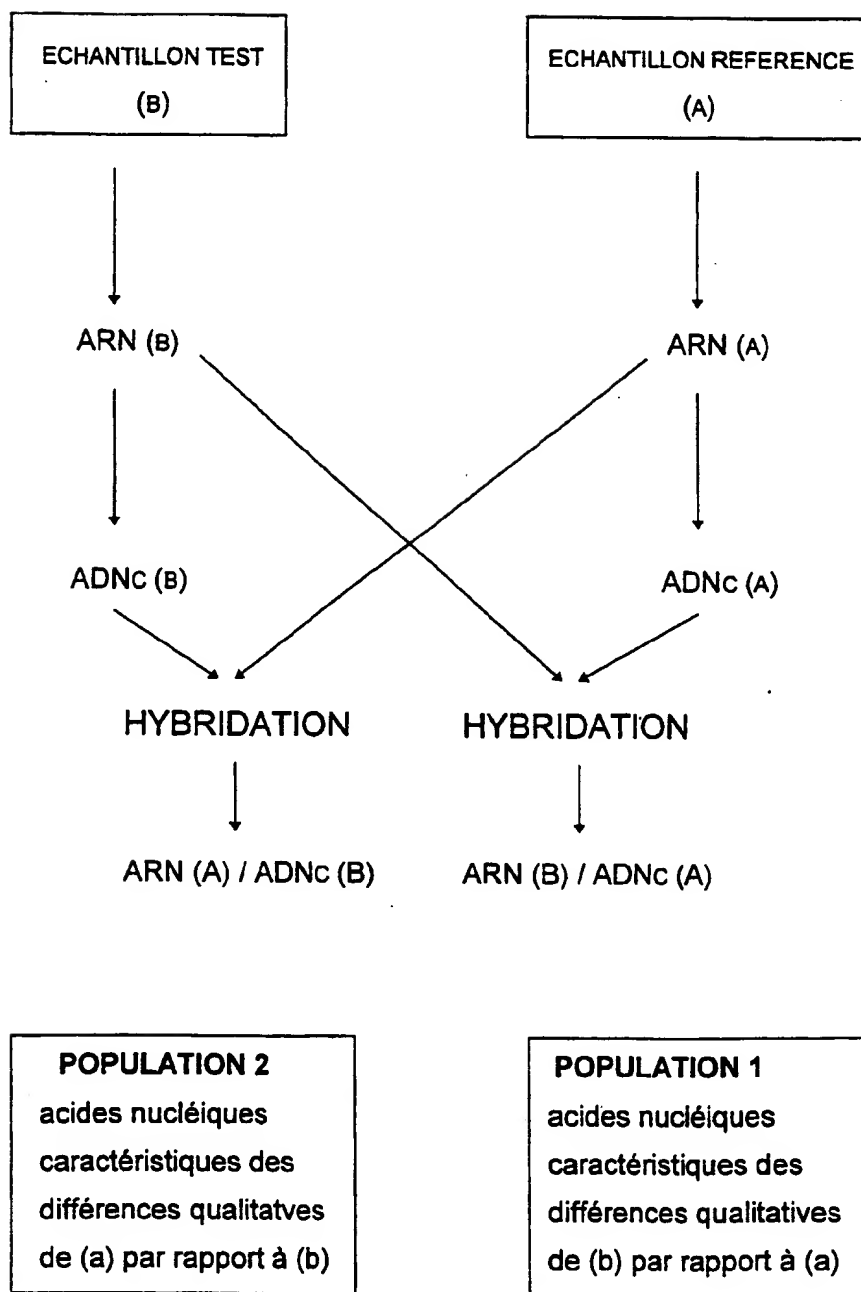 ECHANTILLON TEST
(B)
ECHANTILLON REFERENCE
(A)
ARN (B)
ARN (A)
ADNC (B)
ADNC (A)
HYBRIDATION
HYBRIDATION
ARN (A) / ADNC (B)
ARN (B) / ADNC (A)
POPULATION 2
acides nucléiques
caractéristiques des
différences qualitatves
de (a) par rapport à (b)
POPULATION 1
acides nucléiques
caractéristiques des
différences qualitatives
de (b) par rapport à (a)